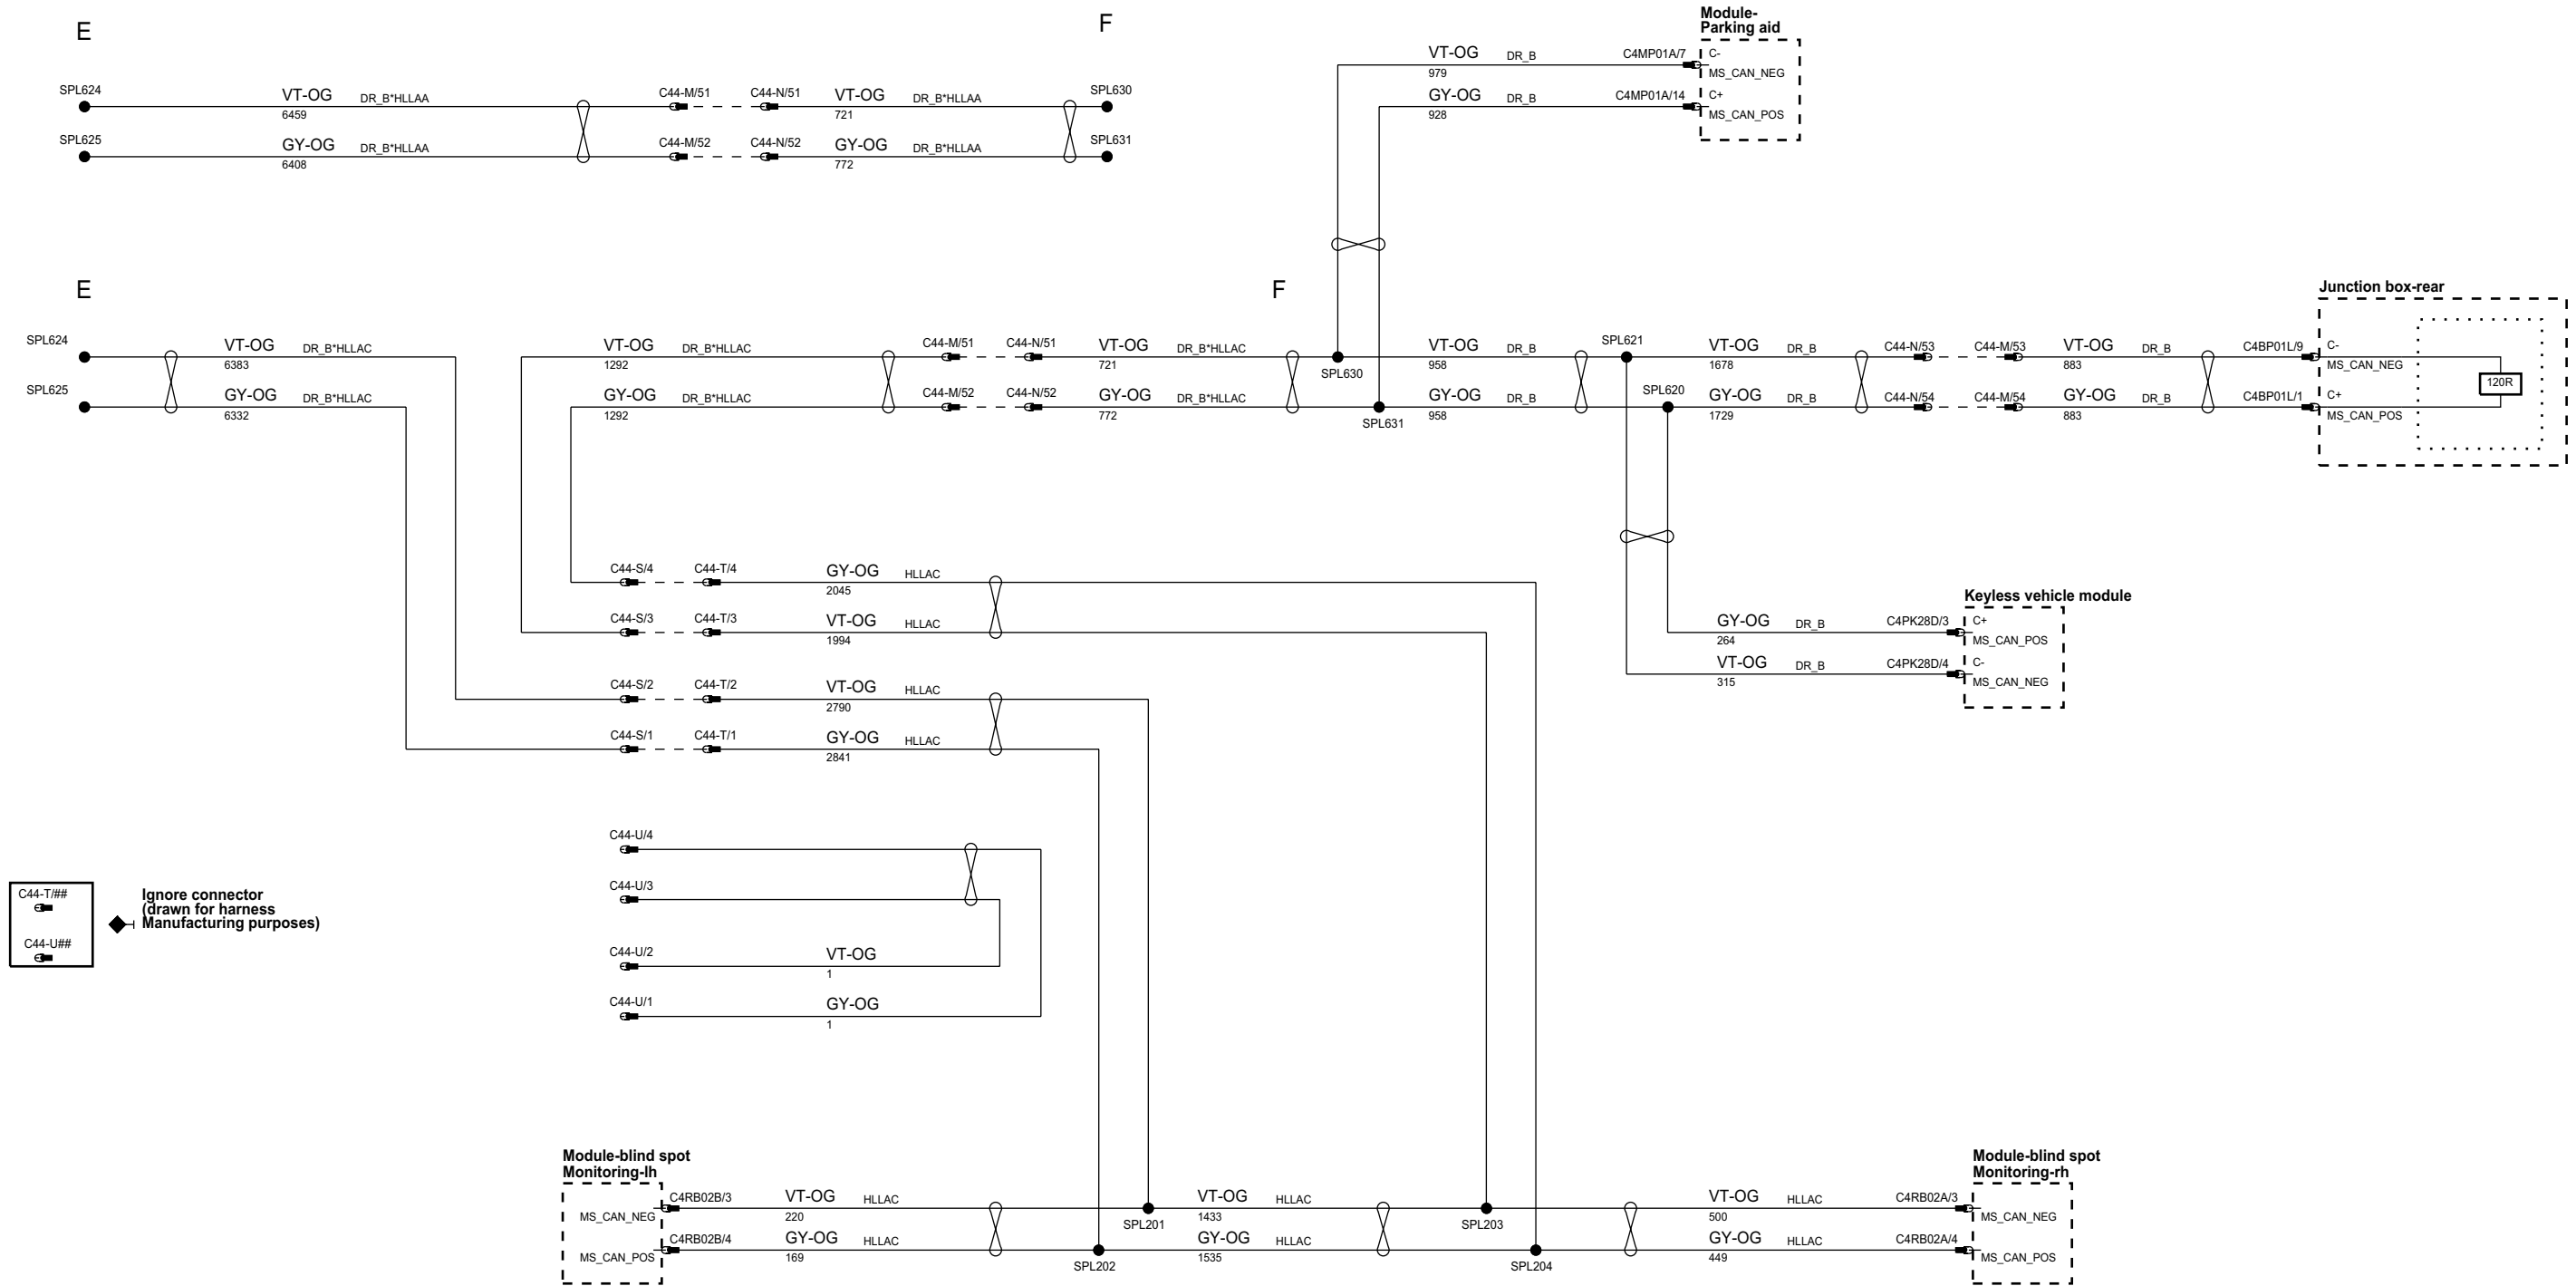 E
F
Module-
Parking aid
VT-OG DR_B C4MP01A/7 C-
979 MS_CAN_NEG
GY-OG DR_B C4MP01A/14 C+
928 MS_CAN_POS
SPL624 VT-OG DR_B*HLLAA C44-M/51 C44-N/51 VT-OG DR_B*HLLAA SPL630
6459 721
SPL625 GY-OG DR_B*HLLAA C44-M/52 C44-N/52 GY-OG DR_B*HLLAA SPL631
6408 772
E
F
Junction box-rear
SPL624 VT-OG DR_B*HLLAC VT-OG DR_B*HLLAC C44-M/51 C44-N/51 VT-OG DR_B*HLLAC SPL630 VT-OG DR_B SPL621 VT-OG DR_B C44-N/53 C44-M/53 VT-OG DR_B C4BP01L/9 C-
6383 1292 721 958 1678 883 MS_CAN_NEG
120R
SPL625 GY-OG DR_B*HLLAC GY-OG DR_B*HLLAC C44-M/52 C44-N/52 GY-OG DR_B*HLLAC SPL631 GY-OG DR_B SPL620 GY-OG DR_B C44-N/54 C44-M/54 GY-OG DR_B C4BP01L/1 C+
6332 1292 772 958 1729 883 MS_CAN_POS
C44-S/4 C44-T/4 GY-OG HLLAC
2045
C44-S/3 C44-T/3 VT-OG HLLAC
1994
Keyless vehicle module
GY-OG DR_B C4PK28D/3 C+
264 MS_CAN_POS
VT-OG DR_B C4PK28D/4 C-
315 MS_CAN_NEG
C44-S/2 C44-T/2 VT-OG HLLAC
2790
C44-S/1 C44-T/1 GY-OG HLLAC
2841
C44-U/4
C44-U/3
C44-U/2 VT-OG
1
C44-U/1 GY-OG
1
C44-T/##
C44-U##
Ignore connector
(drawn for harness
Manufacturing purposes)
Module-blind spot
Monitoring-lh
Module-blind spot
Monitoring-rh
MS_CAN_NEG C4RB02B/3 VT-OG HLLAC SPL201 VT-OG HLLAC SPL203 VT-OG HLLAC C4RB02A/3 MS_CAN_NEG
220 1433 500
MS_CAN_POS C4RB02B/4 GY-OG HLLAC SPL202 GY-OG HLLAC SPL204 GY-OG HLLAC C4RB02A/4 MS_CAN_POS
169 1535 449